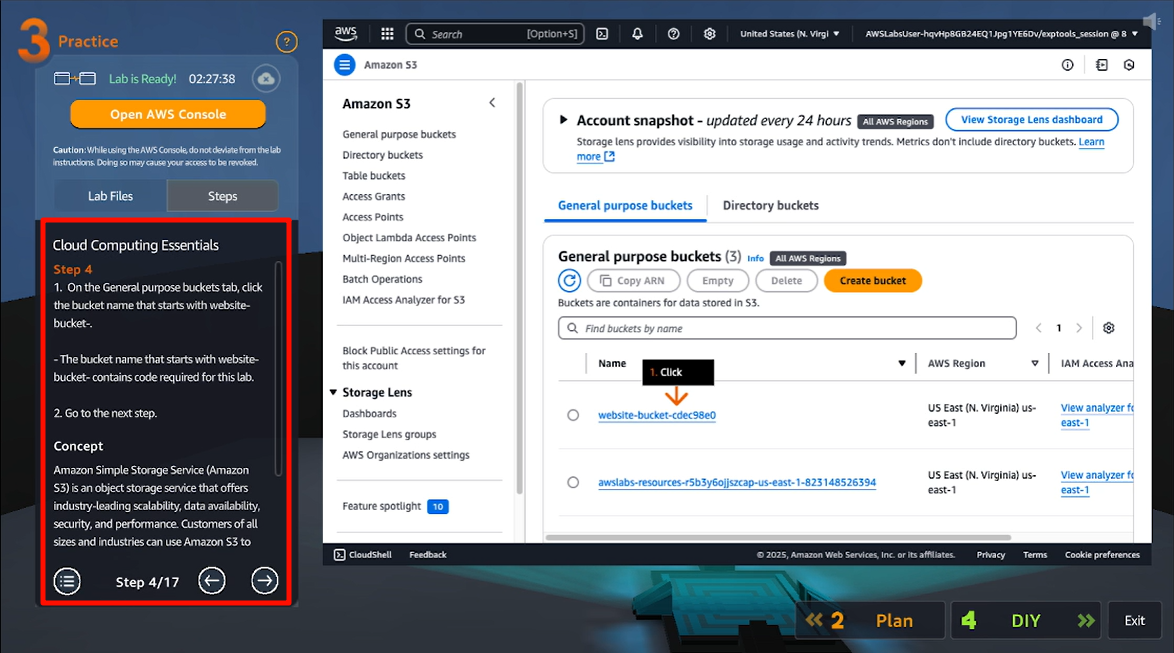 3 Practice
?
Lab is Ready! 02:27:38
Open AWS Console
Caution: While using the AWS Console, do not deviate from the lab
instructions. Doing so may cause your access to be revoked.
Lab Files
Steps
Cloud Computing Essentials
Step 4
1. On the General purpose buckets tab, click
the bucket name that starts with website-
bucket-.
- The bucket name that starts with website-
bucket- contains code required for this lab.
2. Go to the next step.
Concept
Amazon Simple Storage Service (Amazon
S3) is an object storage service that offers
industry-leading scalability, data availability,
security, and performance. Customers of all
sizes and industries can use Amazon S3 to
Step 4/17
aws
Search [Option+S]
United States (N. Virgi
AWSLabsUser-hqvHp8GB24EQ1Jpg1YE6Dv/exptools_session @ 8
Amazon S3
Amazon S3
General purpose buckets
Directory buckets
Table buckets
Access Grants
Access Points
Object Lambda Access Points
Multi-Region Access Points
Batch Operations
IAM Access Analyzer for S3
Block Public Access settings for
this account
Storage Lens
Dashboards
Storage Lens groups
AWS Organizations settings
Feature spotlight 10
Account snapshot - updated every 24 hours All AWS Regions
View Storage Lens dashboard
Storage lens provides visibility into storage usage and activity trends. Metrics don't include directory buckets. Learn
more
General purpose buckets
Directory buckets
General purpose buckets (3) Info All AWS Regions
Copy ARN
Empty
Delete
Create bucket
Buckets are containers for data stored in S3.
Find buckets by name
1
Name
AWS Region
IAM Access Ana
1. Click
website-bucket-cdec98e0
US East (N. Virginia) us-
east-1
View analyzer fo
east-1
awslabs-resources-r5b3y6ojjszcap-us-east-1-823148526394
US East (N. Virginia) us-
east-1
View analyzer fo
east-1
CloudShell
Feedback
© 2025, Amazon Web Services, Inc. or its affiliates.
Privacy
Terms
Cookie preferences
2 Plan
4 DIY
Exit